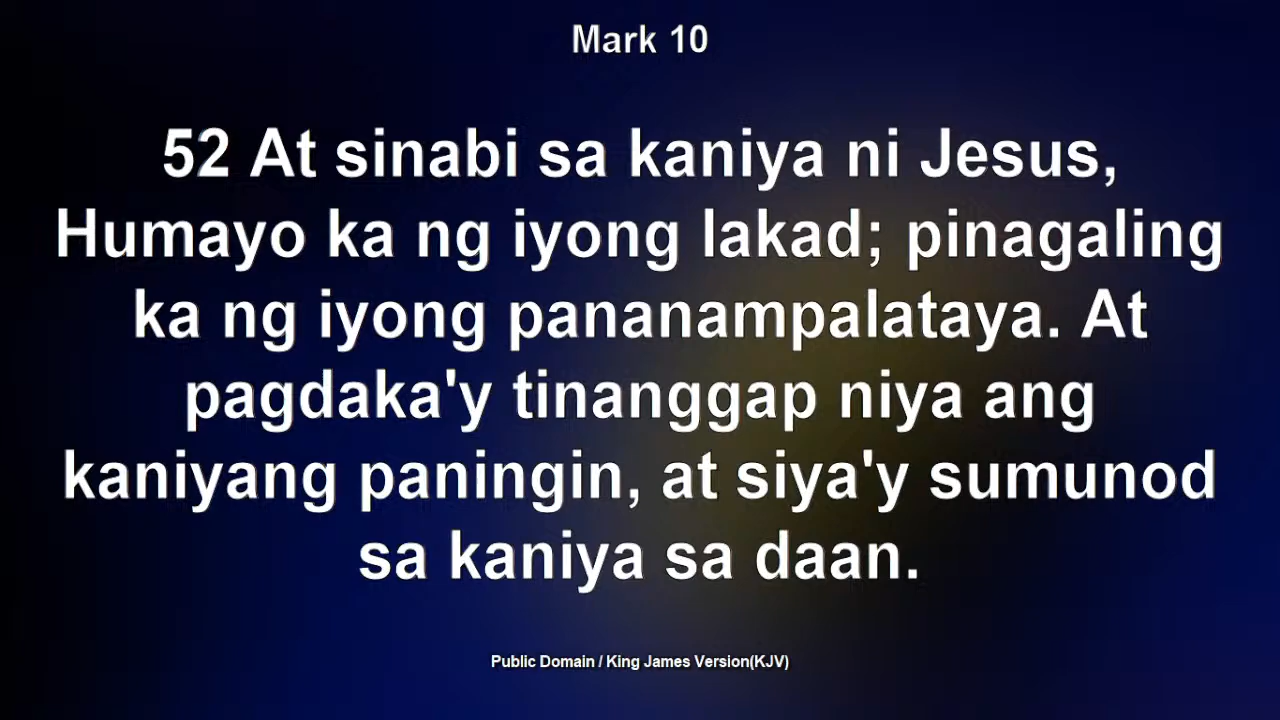 Mark 10
52 At sinabi sa kaniya ni Jesus,
Humayo ka ng iyong lakad; pinagaling
ka ng iyong pananampalataya. At
pagdaka'y tinanggap niya ang
kaniyang paningin, at siya'y sumunod
sa kaniya sa daan.
Public Domain / King James Version(KJV)